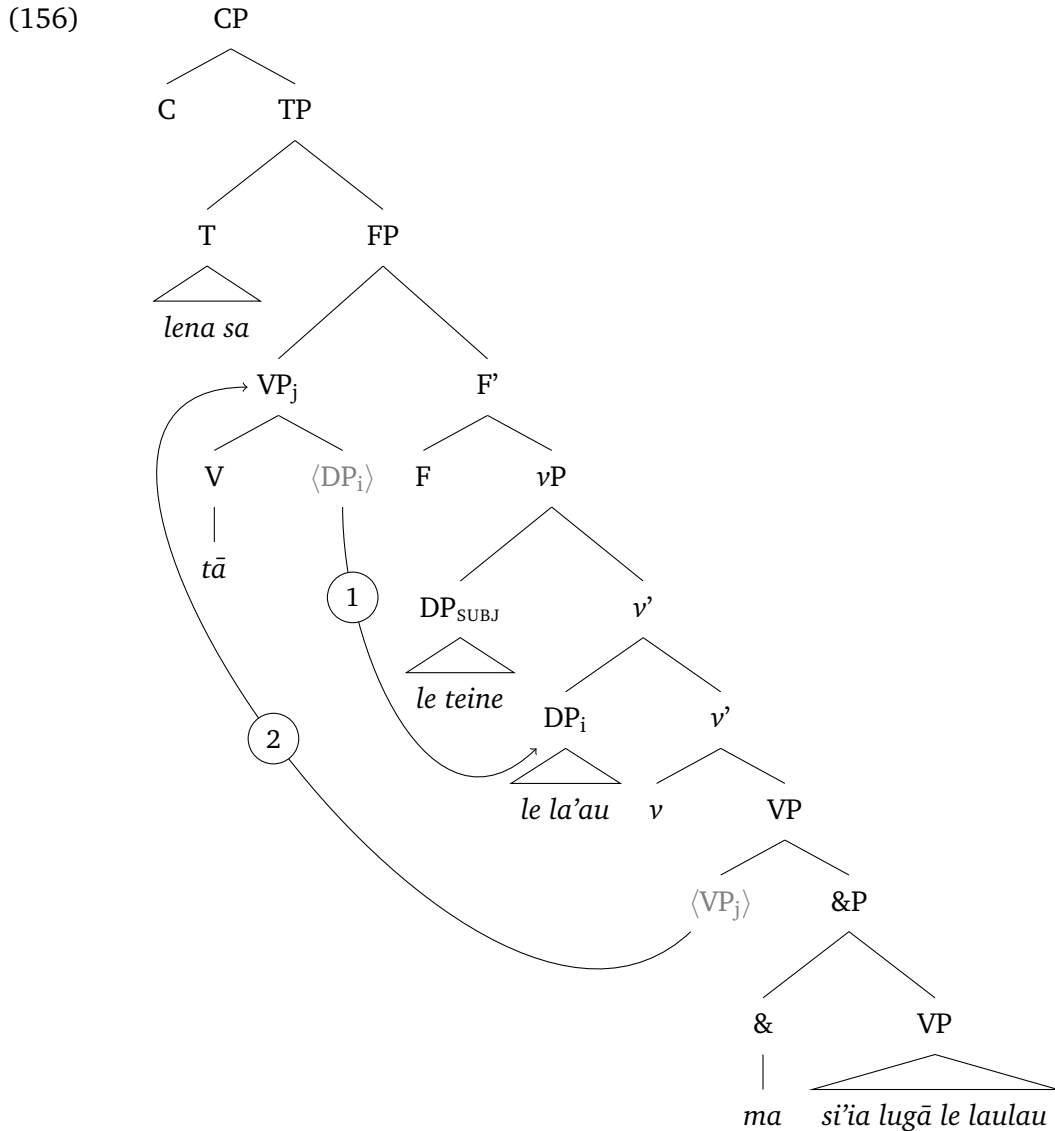 (156) CP
C TP
T FP
lena sa
VPj F’
V ⟨DPi⟩ F vP
tā
1 DPSUBJ v’
le teine
DPi v’
2
le la’au v VP
⟨VPj⟩ &P
& VP
ma si’ia lugā le laulau